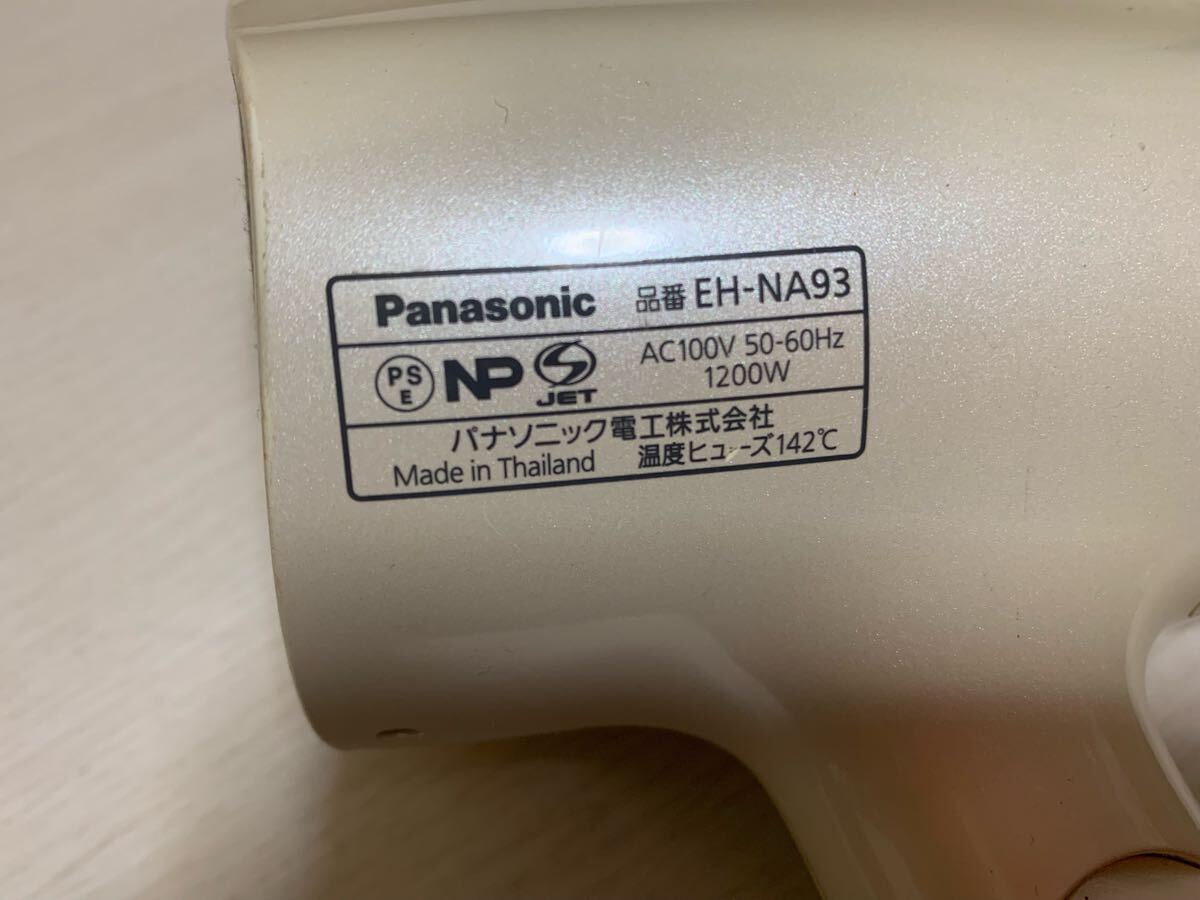 Panasonic 品番 EH-NA93
PS E NP JET AC100V 50-60Hz
1200W
パナソニック電工株式会社
Made in Thailand 温度ヒューズ142℃